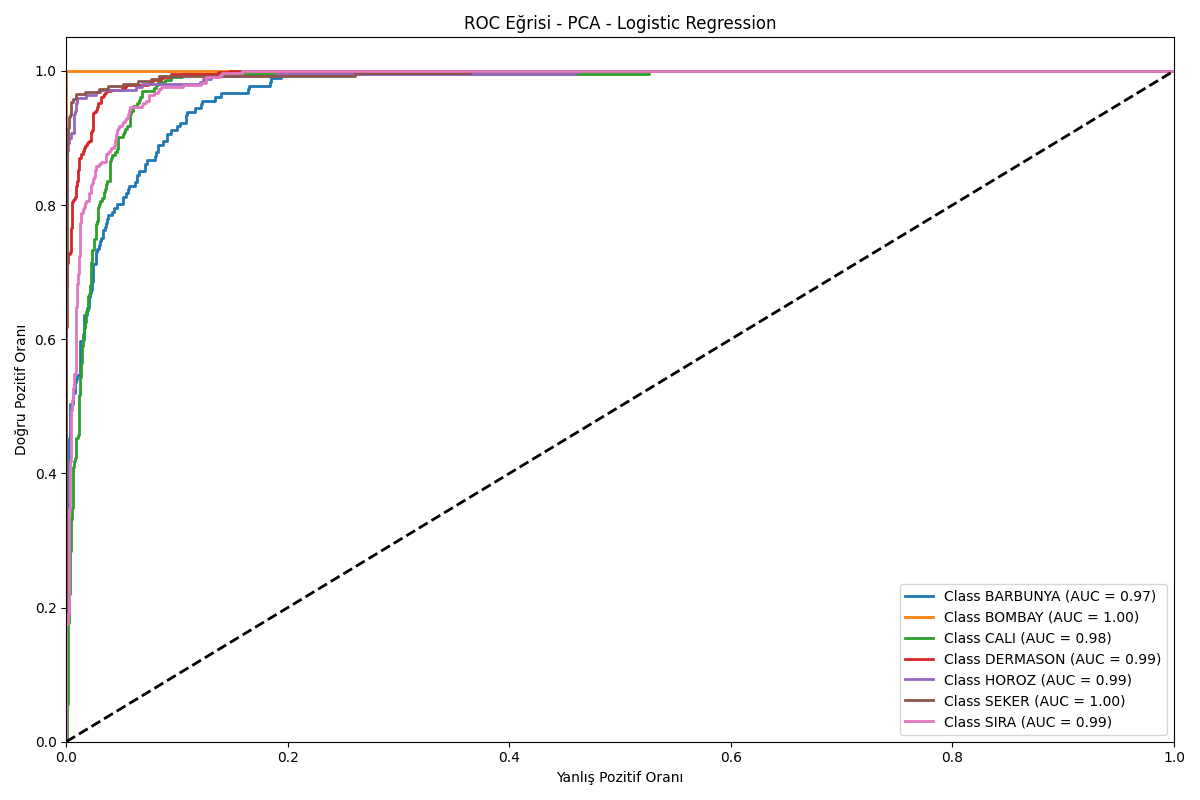 ROC Eğrisi - PCA - Logistic Regression
Doğru Pozitif Oranı
1.0
0.8
0.6
0.4
0.2
0.0
0.0
0.2
0.4
0.6
0.8
1.0
Yanlış Pozitif Oranı
Class BARBUNYA (AUC = 0.97)
Class BOMBAY (AUC = 1.00)
Class CALI (AUC = 0.98)
Class DERMASON (AUC = 0.99)
Class HOROZ (AUC = 0.99)
Class SEKER (AUC = 1.00)
Class SIRA (AUC = 0.99)